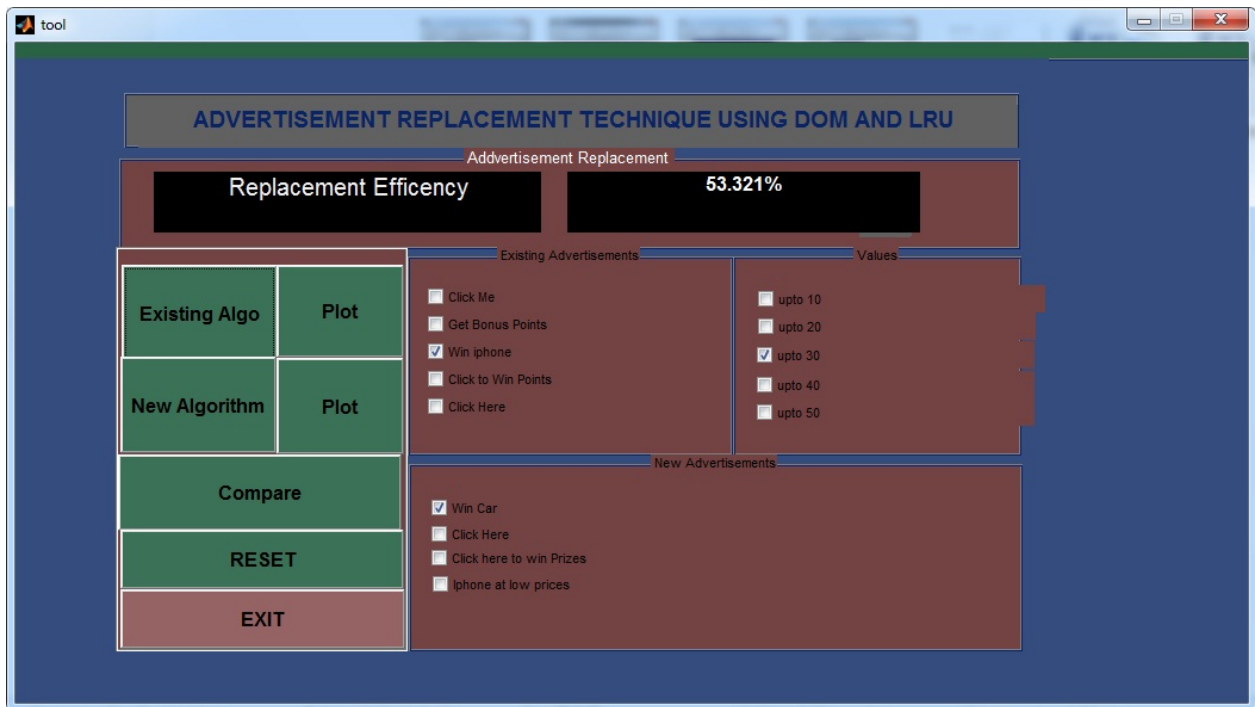 tool
ADVERTISEMENT REPLACEMENT TECHNIQUE USING DOM AND LRU
Addvertisement Replacement
Replacement Efficency
53.321%
Existing Algo
Plot
New Algorithm
Plot
Compare
RESET
EXIT
Existing Advertisements
Click Me
Get Bonus Points
Win iphone
Click to Win Points
Click Here
Values
upto 10
upto 20
upto 30
upto 40
upto 50
New Advertisements
Win Car
Click Here
Click here to win Prizes
Iphone at low prices